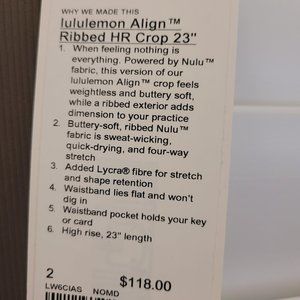 WHY WE MADE THIS
lululemon Align™
Ribbed HR Crop 23"
1. When feeling nothing is
everything. Powered by Nulu™
fabric, this version of our
lululemon Align™ crop feels
weightless and buttery soft,
while a ribbed exterior adds
dimension to your practice
2. Buttery-soft, ribbed Nulu™
fabric is sweat-wicking,
quick-drying, and four-way
stretch
3. Added Lycra® fibre for stretch
and shape retention
4. Waistband lies flat and won't
dig in
5. Waistband pocket holds your key
or card
6. High rise, 23" length
2 $118.00
LW6CIAS NOMD